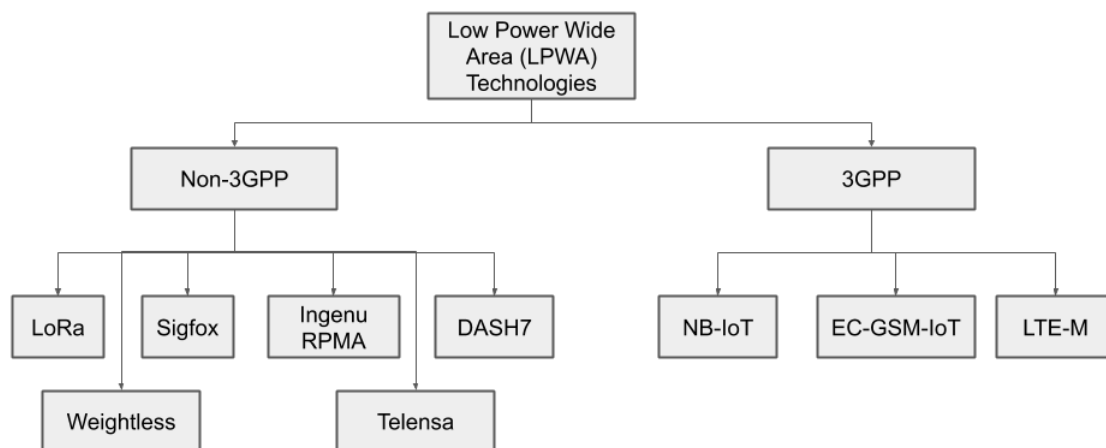 Low Power Wide
Area (LPWA)
Technologies
Non-3GPP
3GPP
LoRa
Sigfox
Ingenu
RPMA
DASH7
NB-IoT
EC-GSM-IoT
LTE-M
Weightless
Telensa